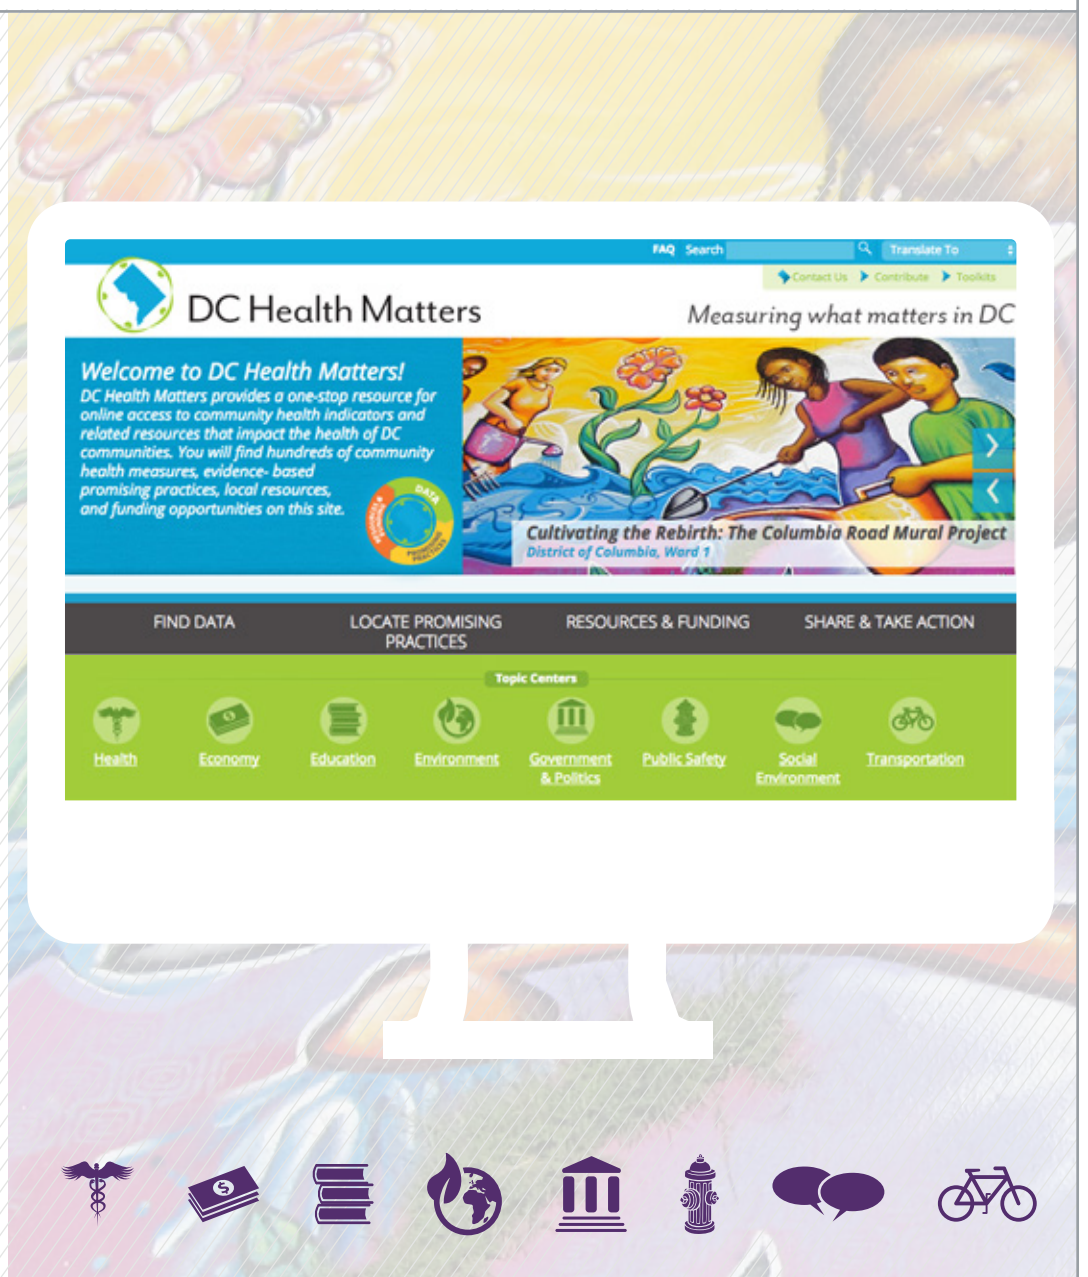 FAQ Search Translate To
Contact Us Contribute Toolkits
DC Health Matters
Measuring what matters in DC
Welcome to DC Health Matters!
DC Health Matters provides a one-stop resource for
online access to community health indicators and
related resources that impact the health of DC
communities. You will find hundreds of community
health measures, evidence- based
promising practices, local resources,
and funding opportunities on this site.
DATA
PROMISING
PRACTICES
Cultivating the Rebirth: The Columbia Road Mural Project
District of Columbia, Ward 1
FIND DATA
LOCATE PROMISING
PRACTICES
RESOURCES & FUNDING
SHARE & TAKE ACTION
Topic Centers
Health
Economy
Education
Environment
Government
& Politics
Public Safety
Social
Environment
Transportation